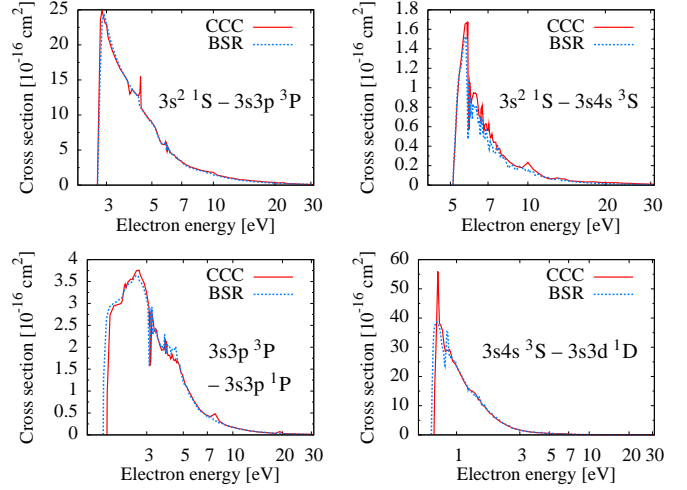 Cross section [10⁻¹⁶ cm²]
25
20
15
10
5
0
3 5 7 10 20 30
Electron energy [eV]
CCC
BSR
3s² ¹S – 3s3p ³P
Cross section [10⁻¹⁶ cm²]
1.8
1.6
1.4
1.2
1
0.8
0.6
0.4
0.2
0
5 7 10 20 30
Electron energy [eV]
CCC
BSR
3s² ¹S – 3s4s ³S
Cross section [10⁻¹⁶ cm²]
4
3.5
3
2.5
2
1.5
1
0.5
0
3 5 7 10 20 30
Electron energy [eV]
CCC
BSR
3s3p ³P
– 3s3p ¹P
Cross section [10⁻¹⁶ cm²]
60
50
40
30
20
10
0
1 3 5 10 20 30
Electron energy [eV]
CCC
BSR
3s4s ³S – 3s3d ¹D